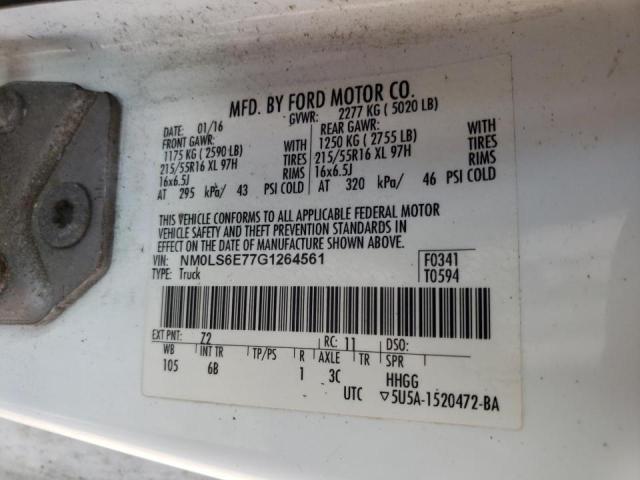 MFD. BY FORD MOTOR CO.
DATE: 01/16 GVWR: 2277 KG ( 5020 LB)
FRONT GAWR: REAR GAWR:
1175 KG ( 2590 LB) 1250 KG ( 2755 LB)
215/55R16 XL 97H TIRES 215/55R16 XL 97H TIRES
16x6.5J RIMS 16x6.5J RIMS
AT 295 kPa/ 43 PSI COLD AT 320 kPa/ 46 PSI COLD
THIS VEHICLE CONFORMS TO ALL APPLICABLE FEDERAL MOTOR
VEHICLE SAFETY AND THEFT PREVENTION STANDARDS IN
EFFECT ON THE DATE OF MANUFACTURE SHOWN ABOVE.
VIN: NM0LS6E77G1264561 F0341
TYPE: Truck T0594
EXT PNT: Z2 RC: 11 DSO:
WB INT TR TP/PS R AXLE TR SPR
105 6B 1 3C HHGG
UTC ▽5U5A-1520472-BA